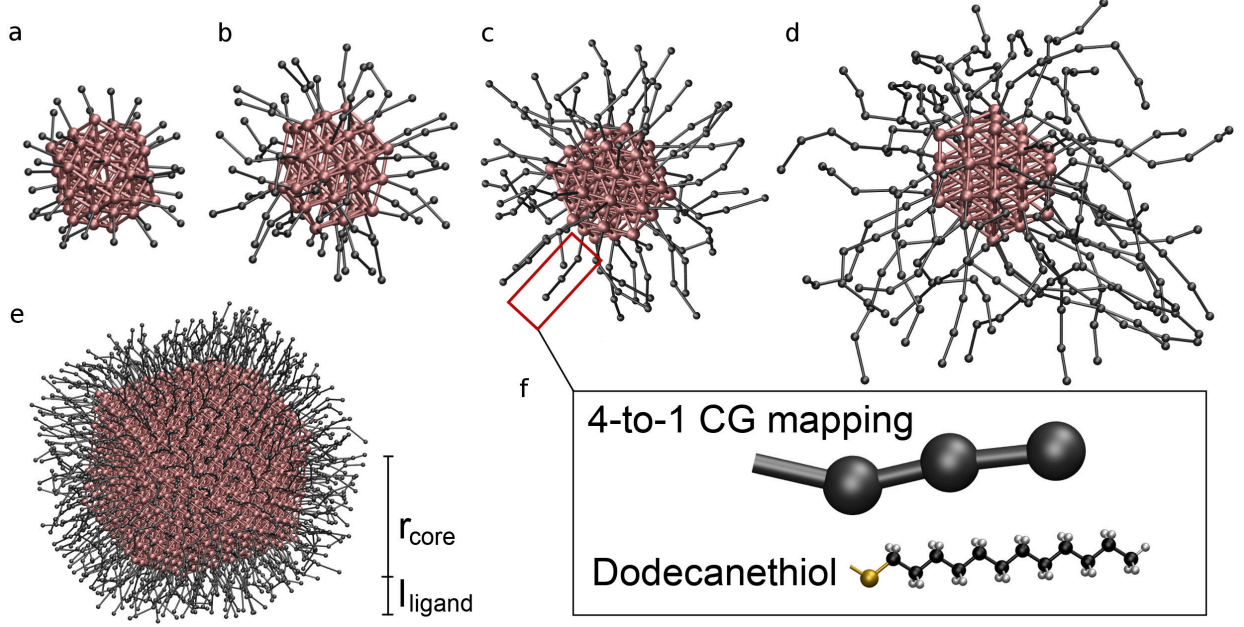 a
b
c
d
e
r_core
l_ligand
f
4-to-1 CG mapping
Dodecanethiol